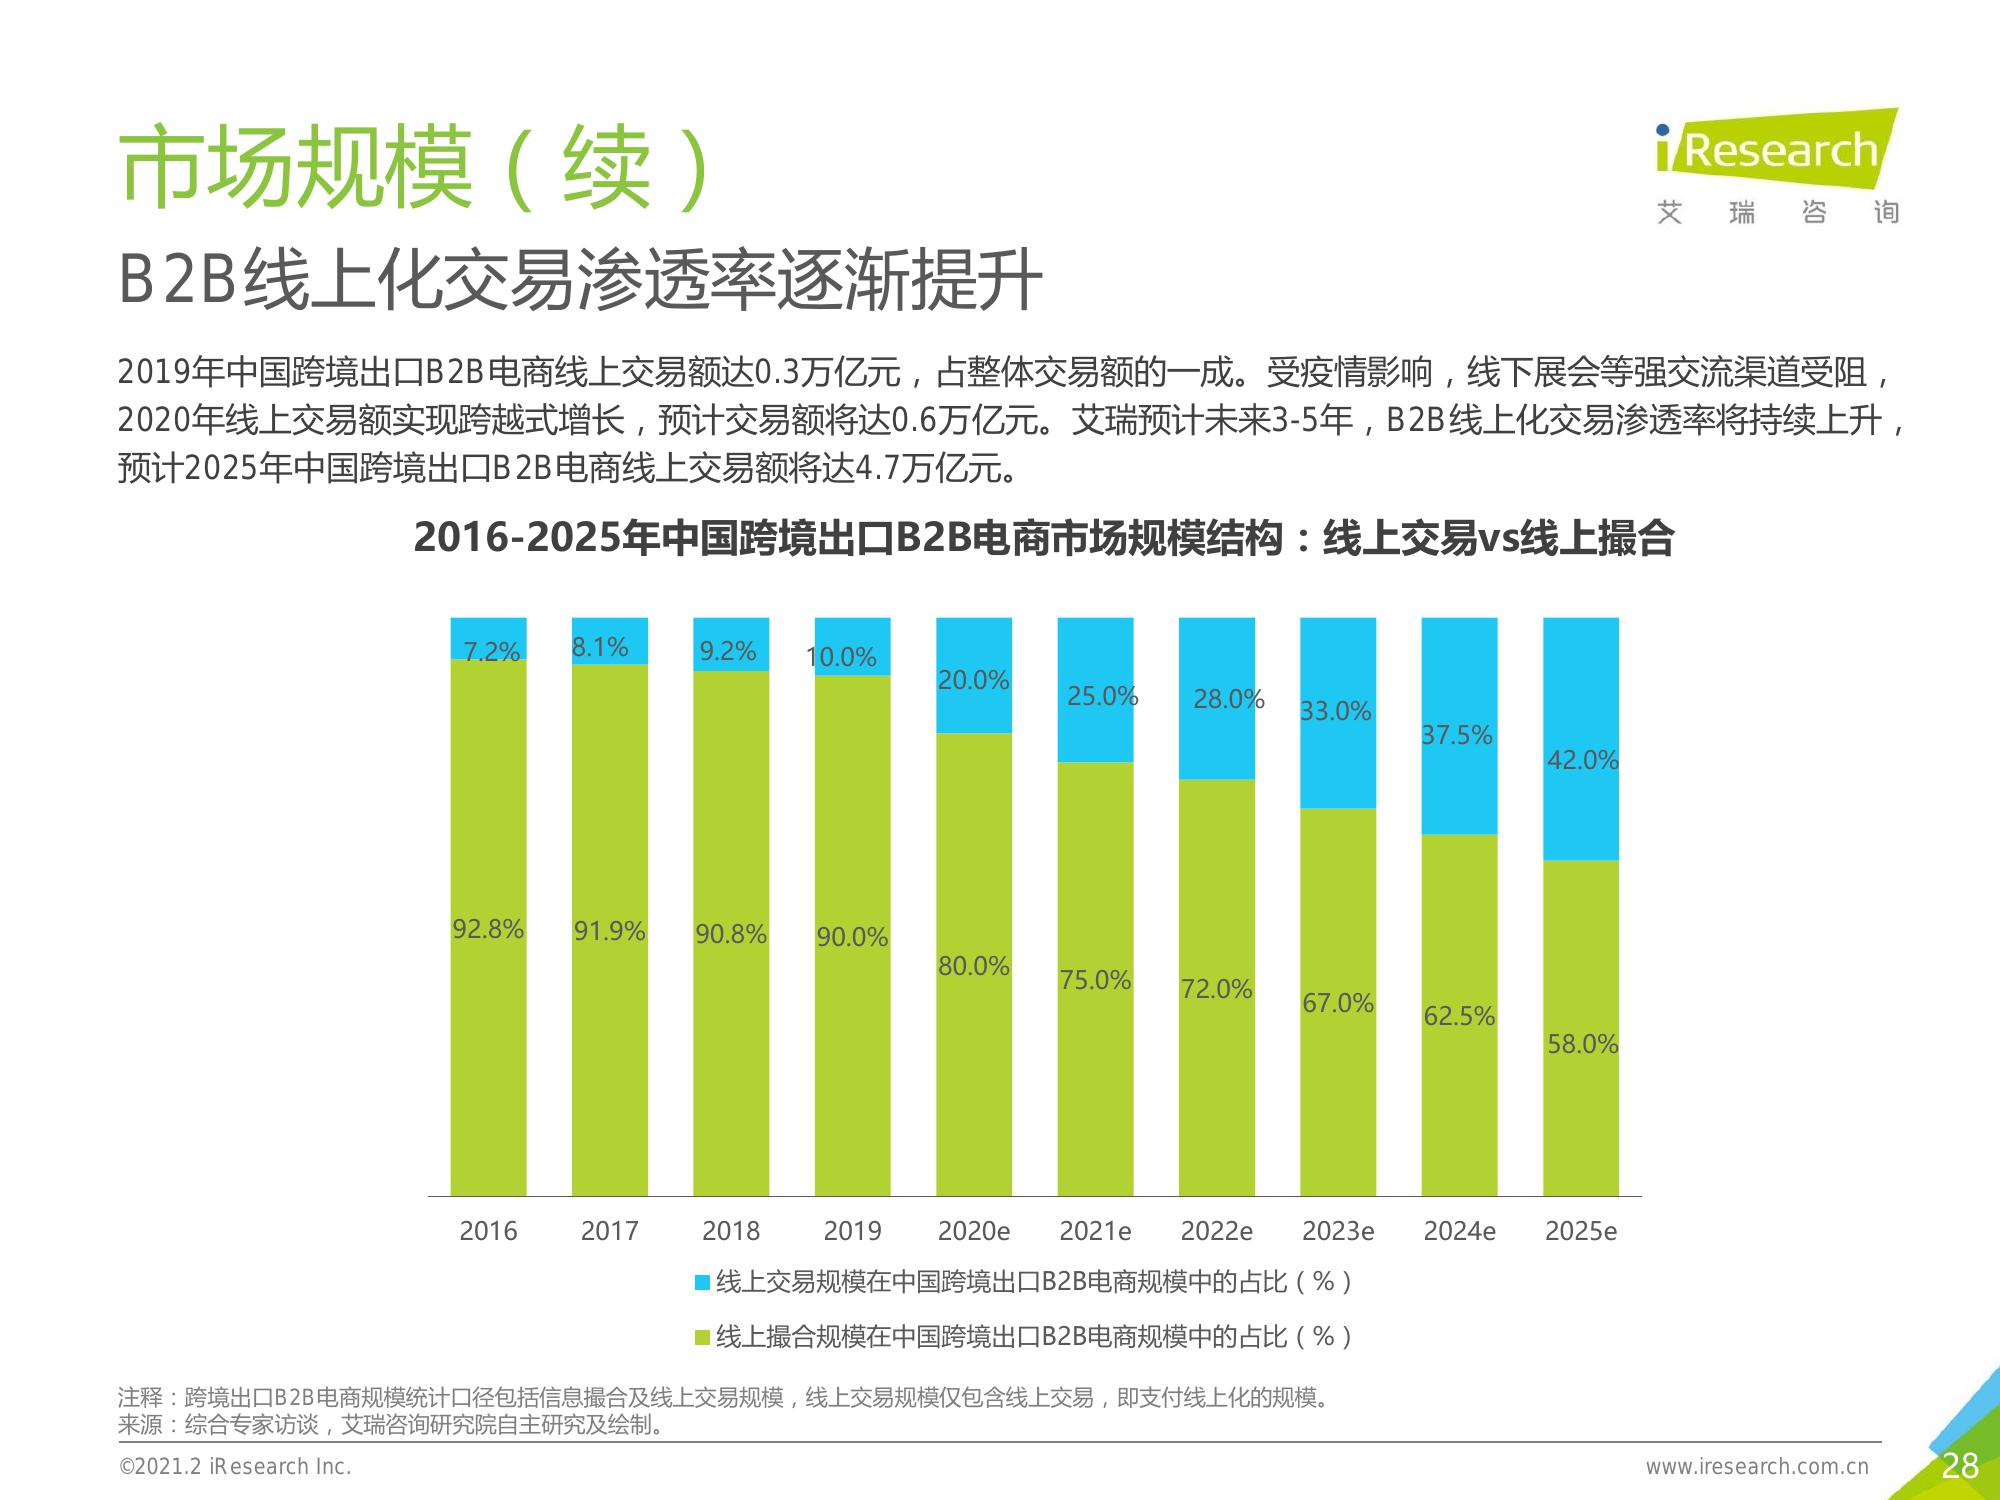 市场规模（续）
iResearch
艾瑞咨询
B2B线上化交易渗透率逐渐提升
2019年中国跨境出口B2B电商线上交易额达0.3万亿元，占整体交易额的一成。受疫情影响，线下展会等强交流渠道受阻，
2020年线上交易额实现跨越式增长，预计交易额将达0.6万亿元。艾瑞预计未来3-5年，B2B线上化交易渗透率将持续上升，
预计2025年中国跨境出口B2B电商线上交易额将达4.7万亿元。
2016-2025年中国跨境出口B2B电商市场规模结构：线上交易vs线上撮合
7.2% 8.1% 9.2% 10.0% 20.0% 25.0% 28.0% 33.0% 37.5% 42.0%
92.8% 91.9% 90.8% 90.0% 80.0% 75.0% 72.0% 67.0% 62.5% 58.0%
2016 2017 2018 2019 2020e 2021e 2022e 2023e 2024e 2025e
线上交易规模在中国跨境出口B2B电商规模中的占比（%）
线上撮合规模在中国跨境出口B2B电商规模中的占比（%）
注释：跨境出口B2B电商规模统计口径包括信息撮合及线上交易规模，线上交易规模仅包含线上交易，即支付线上化的规模。
来源：综合专家访谈，艾瑞咨询研究院自主研究及绘制。
©2021.2 iResearch Inc.
www.iresearch.com.cn
28